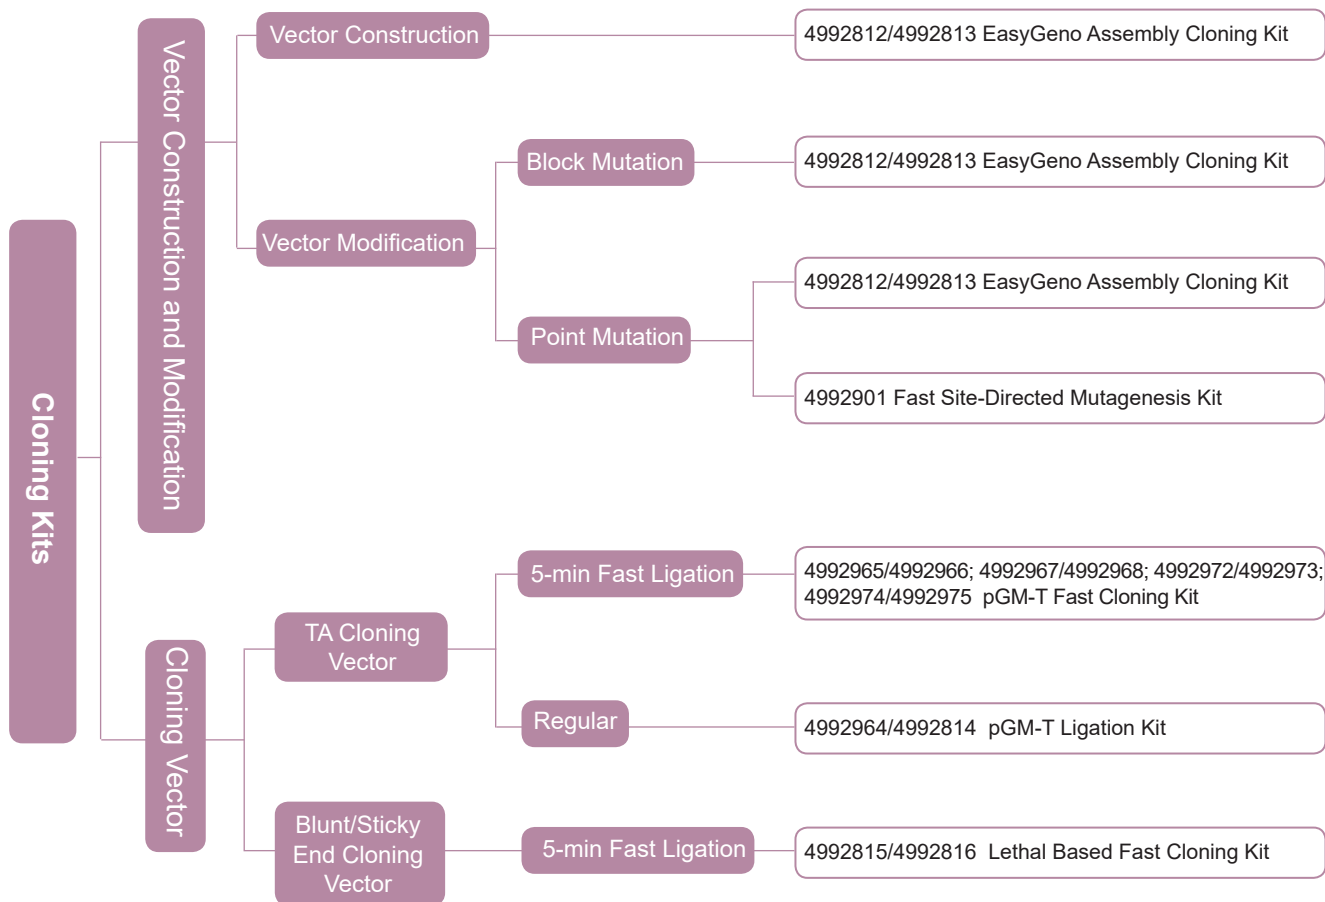 Cloning Kits
Vector Construction and Modification
Vector Construction
4992812/4992813 EasyGeno Assembly Cloning Kit
Vector Modification
Block Mutation
4992812/4992813 EasyGeno Assembly Cloning Kit
Point Mutation
4992812/4992813 EasyGeno Assembly Cloning Kit
4992901 Fast Site-Directed Mutagenesis Kit
Cloning Vector
TA Cloning
Vector
5-min Fast Ligation
4992965/4992966; 4992967/4992968; 4992972/4992973;
4992974/4992975 pGM-T Fast Cloning Kit
Regular
4992964/4992814 pGM-T Ligation Kit
Blunt/Sticky
End Cloning
Vector
5-min Fast Ligation
4992815/4992816 Lethal Based Fast Cloning Kit